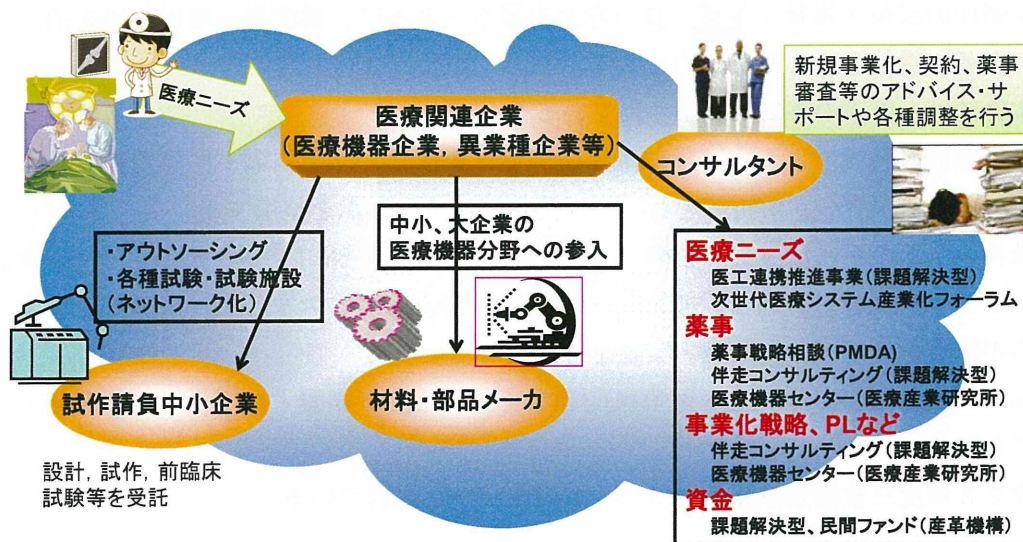 医療ニーズ
医療関連企業
(医療機器企業, 異業種企業等)
新規事業化、契約、薬事
審査等のアドバイス・サ
ポートや各種調整を行う
コンサルタント
・アウトソーシング
・各種試験・試験施設
(ネットワーク化)
中小、大企業の
医療機器分野への参入
試作請負中小企業
設計, 試作, 前臨床
試験等を受託
材料・部品メーカ
医療ニーズ
医工連携推進事業(課題解決型)
次世代医療システム産業化フォーラム
薬事
薬事戦略相談(PMDA)
伴走コンサルティング(課題解決型)
医療機器センター(医療産業研究所)
事業化戦略、PLなど
伴走コンサルティング(課題解決型)
医療機器センター(医療産業研究所)
資金
課題解決型、民間ファンド(産革機構)